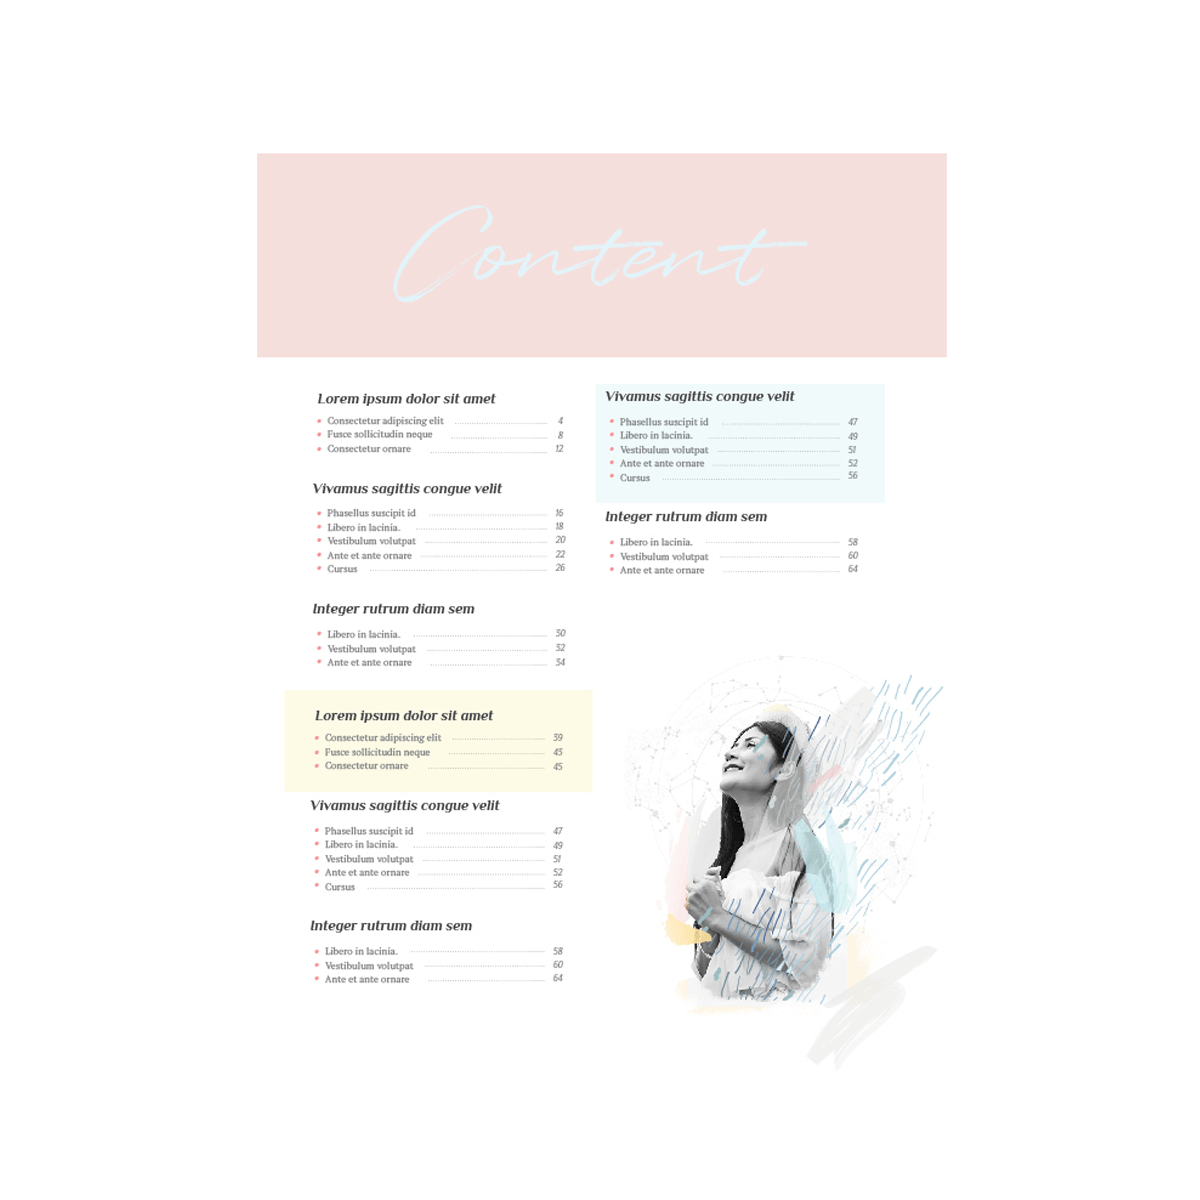 Content
Lorem ipsum dolor sit amet
Consectetur adipiscing elit 4
Fusce sollicitudin neque 8
Consectetur ornare 12
Vivamus sagittis congue velit
Phasellus suscipit id 16
Libero in lacinia. 18
Vestibulum volutpat 20
Ante et ante ornare 22
Cursus 26
Integer rutrum diam sem
Libero in lacinia. 30
Vestibulum volutpat 32
Ante et ante ornare 34
Lorem ipsum dolor sit amet
Consectetur adipiscing elit 39
Fusce sollicitudin neque 43
Consectetur ornare 45
Vivamus sagittis congue velit
Phasellus suscipit id 47
Libero in lacinia. 49
Vestibulum volutpat 51
Ante et ante ornare 52
Cursus 56
Integer rutrum diam sem
Libero in lacinia. 58
Vestibulum volutpat 60
Ante et ante ornare 64
Vivamus sagittis congue velit
Phasellus suscipit id 47
Libero in lacinia. 49
Vestibulum volutpat 51
Ante et ante ornare 52
Cursus 56
Integer rutrum diam sem
Libero in lacinia. 58
Vestibulum volutpat 60
Ante et ante ornare 64